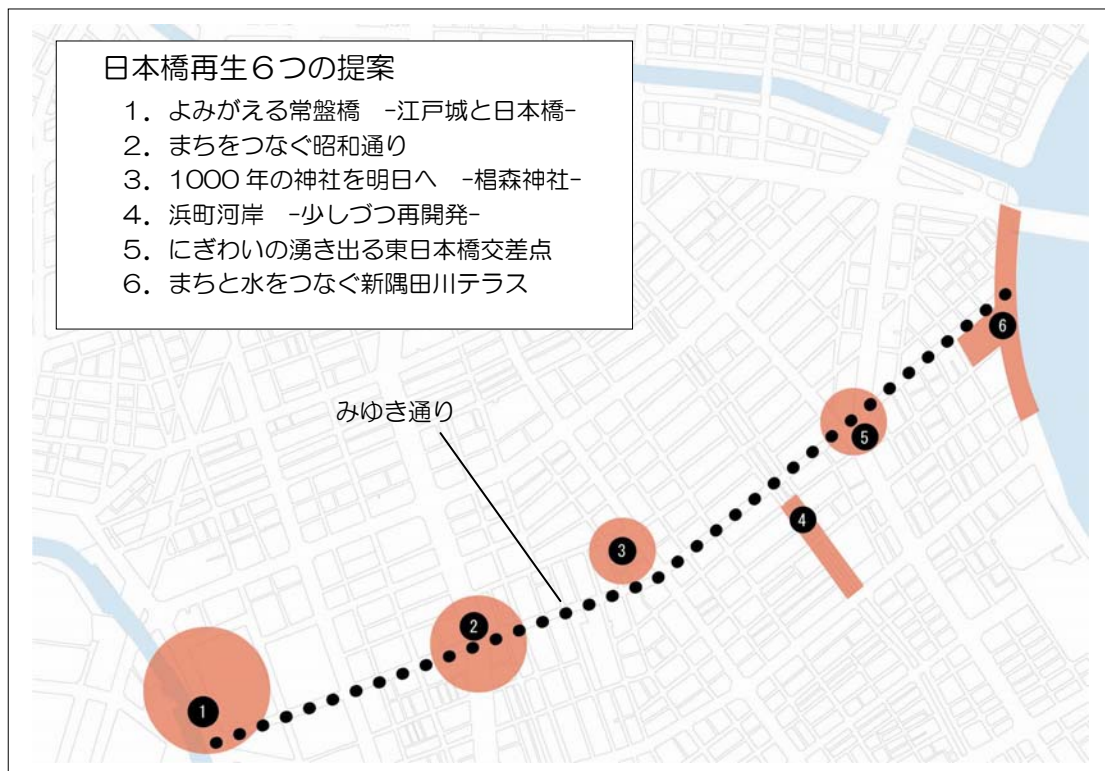 日本橋再生６つの提案
１．よみがえる常盤橋　-江戸城と日本橋-
２．まちをつなぐ昭和通り
３．1000年の神社を明日へ　-椙森神社-
４．浜町河岸　-少しづつ再開発-
５．にぎわいの湧き出る東日本橋交差点
６．まちと水をつなぐ新隅田川テラス
みゆき通り
6
5
4
3
2
1